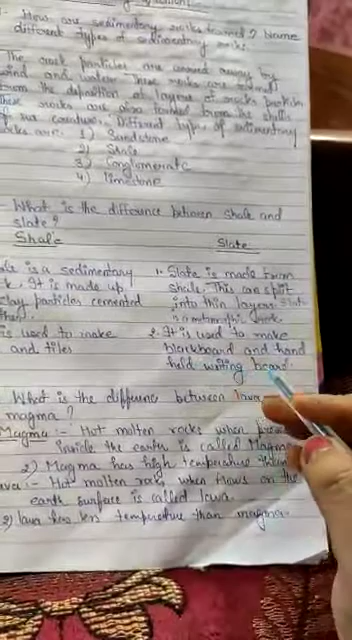 How are sedimentary rocks formed? Name
different types of sedimentary rocks.
The rock particles are carried away by
wind and water. These rocks are formed
from the deposition of layers of rocks particles
These rocks are also formed from the shells
of sea creatures. Different types of sedimentary
rocks are:- 1) Sandstone
2) Shale
3) Conglomerate
4) limestone
What is the difference between shale and
slate?
Shale
Slate
is a sedimentary
It is made up
clay particles cemented
is used to make
and tiles
1. Slate is made from
shale. This can split
into thin layers. Slate
is a metamorphic rock.
2. It is used to make
blackboard and hand
held writing board.
What is the difference between lava
magma?
Magma :- Hot molten rocks when
inside the earth is called Magma
2) Magma has high temperature than
:- Hot molten rocks when flows on the
earth surface is called lava.
2) lava has less temperature than magma.